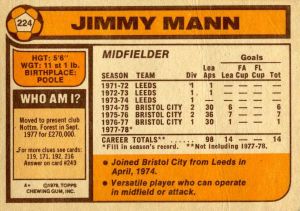 224
JIMMY MANN
HGT: 5'6"
WGT: 11 st 1 lb.
BIRTHPLACE:
POOLE
WHO AM I?
Moved to present club
Nottm. Forest in Sept.
1977 for £270,000.
For more clues see cards:
119, 171, 192, 216
Answer on card #249
A*
©1978, TOPPS
CHEWING GUM, INC.
MIDFIELDER
Lea Goals
FA FL
SEASON TEAM Div Aps Lea Cup Cup Tot
1971-72 LEEDS *1. 1
1972-73 LEEDS 1.
1973-74 LEEDS 1.
1974-75 BRISTOL CITY 2 30 6 6
1975-76 BRISTOL CITY 2 36 7 7
1976-77 BRISTOL CITY 1 30 1 1
1977-78*
CAREER TOTALS** 98 14 14
*Fill in season's record. **Not including 1977-78.
Joined Bristol City from Leeds in
April, 1974.
Versatile player who can operate
in midfield or attack.